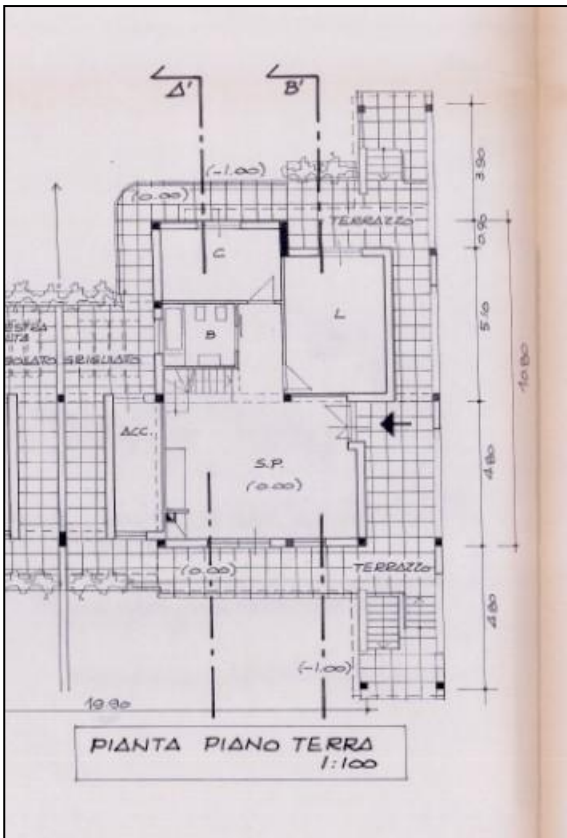 A'
B'
(-1.00)
(0.00)
TERRAZZO
3.90
0.90
C
L
5.10
10.80
B
GRIGLIATO
ACC.
S.P.
(0.00)
4.80
(0.00)
TERRAZZO
4.80
(-1.00)
19.90
PIANTA PIANO TERRA
1:100